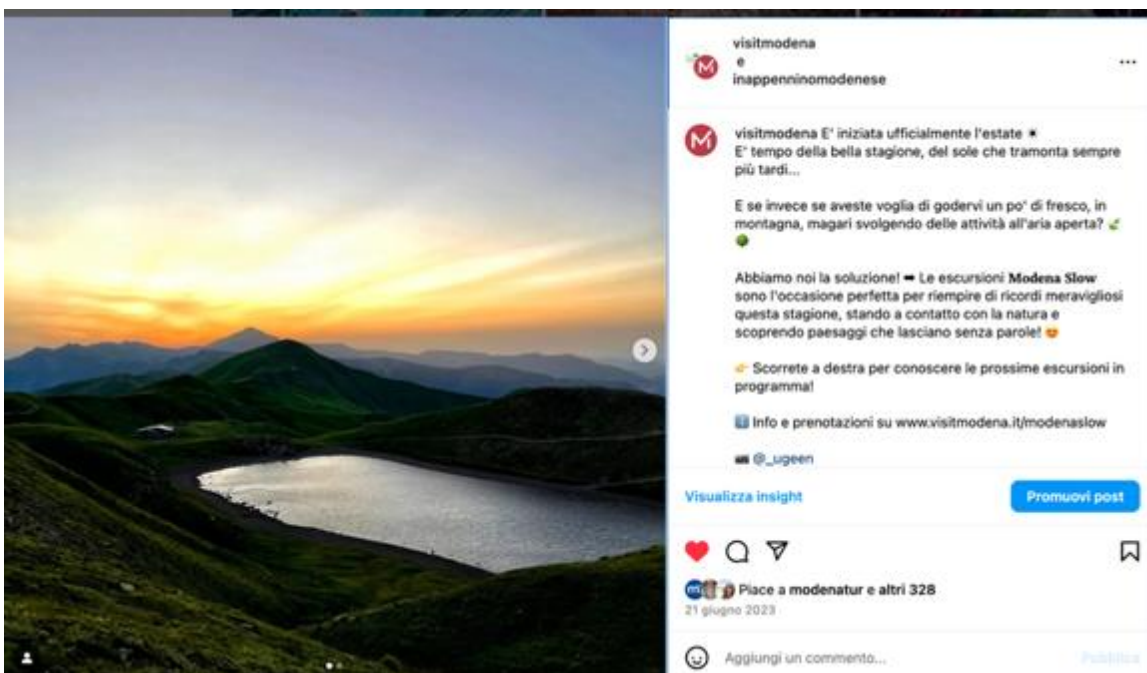 visitmodena
e
inappenninomodenese
visitmodena E' iniziata ufficialmente l'estate ☀
E' tempo della bella stagione, del sole che tramonta sempre
più tardi...
E se invece se aveste voglia di godervi un po' di fresco, in
montagna, magari svolgendo delle attività all'aria aperta? 🌿
🌳
Abbiamo noi la soluzione! ➡ Le escursioni Modena Slow
sono l'occasione perfetta per riempire di ricordi meravigliosi
questa stagione, stando a contatto con la natura e
scoprendo paesaggi che lasciano senza parole! 😍
👉 Scorrete a destra per conoscere le prossime escursioni in
programma!
ℹ️ Info e prenotazioni su www.visitmodena.it/modenaslow
📷 @_ugeen
Visualizza insight
Promuovi post
Piace a modenatur e altri 328
21 giugno 2023
Aggiungi un commento...
Pubblica